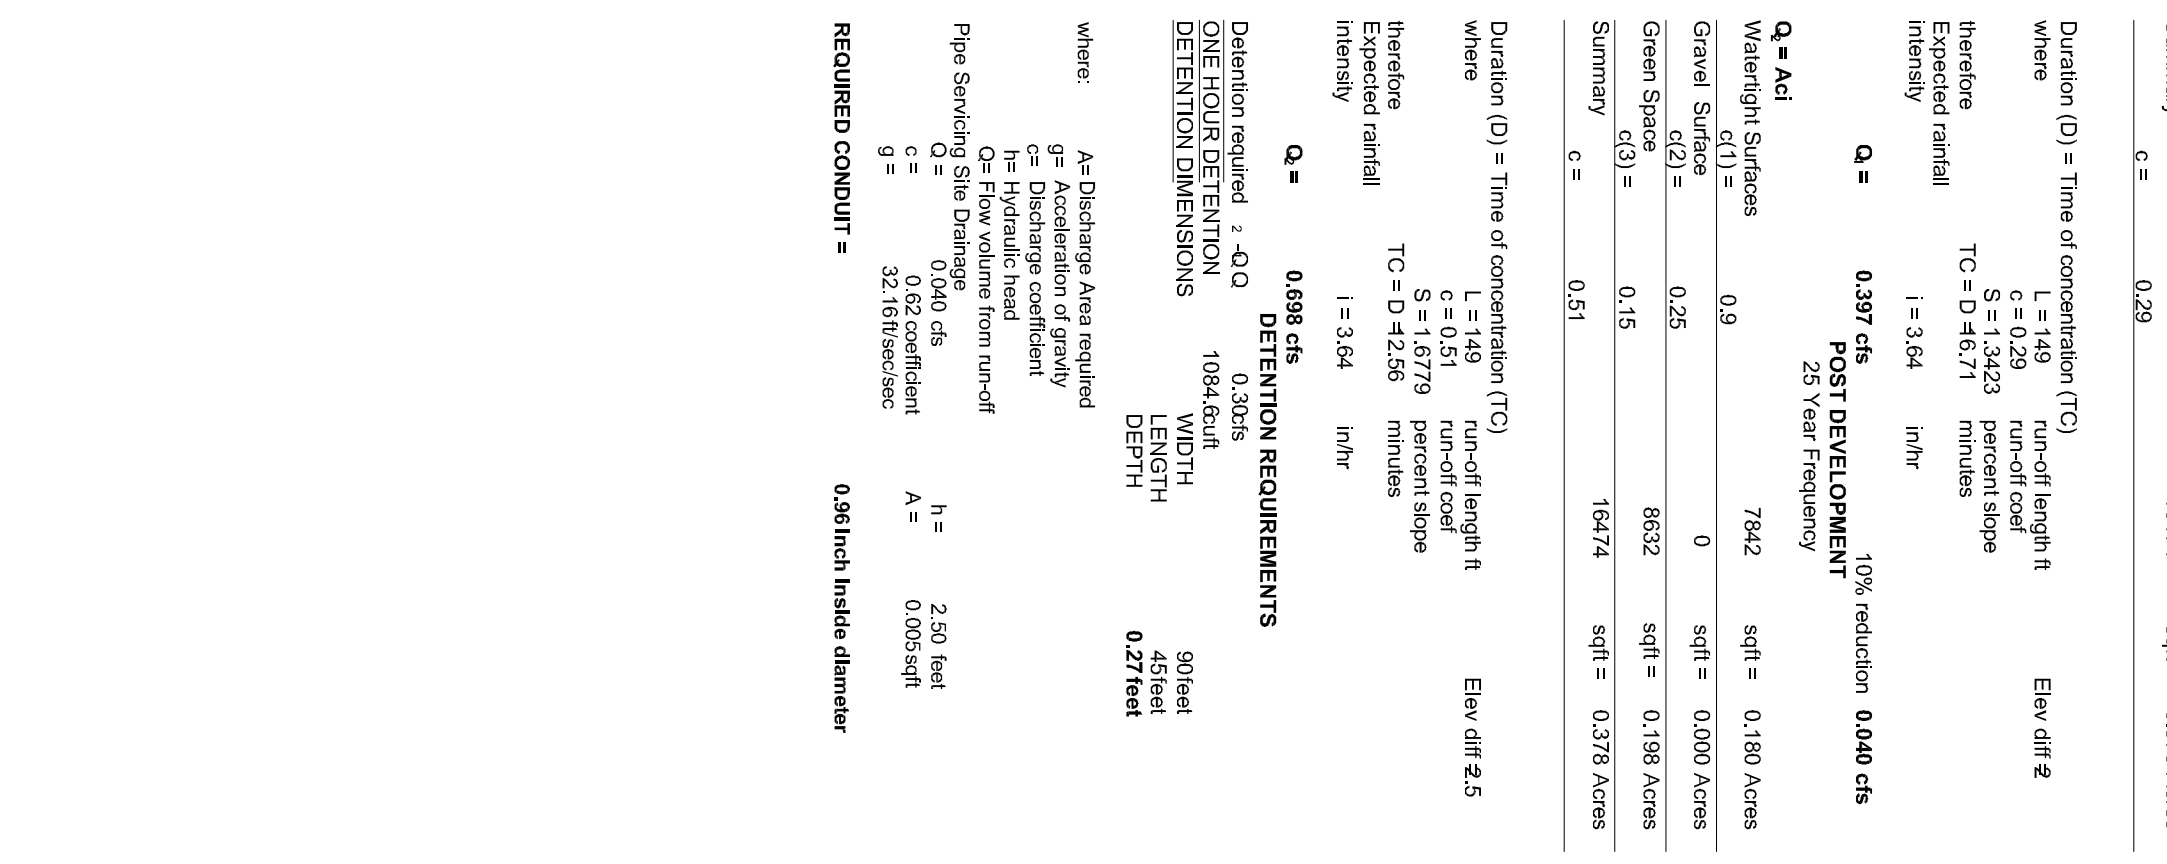 c = 0.29
Duration (D) = Time of concentration (TC)
where L = 149 run-off length ft Elev diff = 2
c = 0.29 run-off coef
S = 1.3423 percent slope
therefore TC = D = 16.71 minutes
Expected rainfall
intensity i = 3.64 in/hr
Q1 = 0.397 cfs 10% reduction 0.040 cfs
POST DEVELOPMENT
25 Year Frequency
Q2 = Aci
Watertight Surfaces 7842 sqft = 0.180 Acres
c(1) = 0.9
Gravel Surface 0 sqft = 0.000 Acres
c(2) = 0.25
Green Space 8632 sqft = 0.198 Acres
c(3) = 0.15
Summary 16474 sqft = 0.378 Acres
c = 0.51
Duration (D) = Time of concentration (TC)
where L = 149 run-off length ft Elev diff = 2.5
c = 0.51 run-off coef
S = 1.6779 percent slope
therefore TC = D = 12.56 minutes
Expected rainfall
intensity i = 3.64 in/hr
Q2 = 0.698 cfs
DETENTION REQUIREMENTS
Detention required 2 -Q Q 0.30cfs
ONE HOUR DETENTION 1084.6cuft
DETENTION DIMENSIONS WIDTH 90feet
LENGTH 45feet
DEPTH 0.27feet
where: A= Discharge Area required
g= Acceleration of gravity
c= Discharge coefficient
h= Hydraulic head
Q= Flow volume from run-off
Pipe Servicing Site Drainage
Q = 0.040 cfs h = 2.50 feet
c = 0.62 coefficient A = 0.005sqft
g = 32.16ft/sec/sec
REQUIRED CONDUIT = 0.96Inch Inside diameter